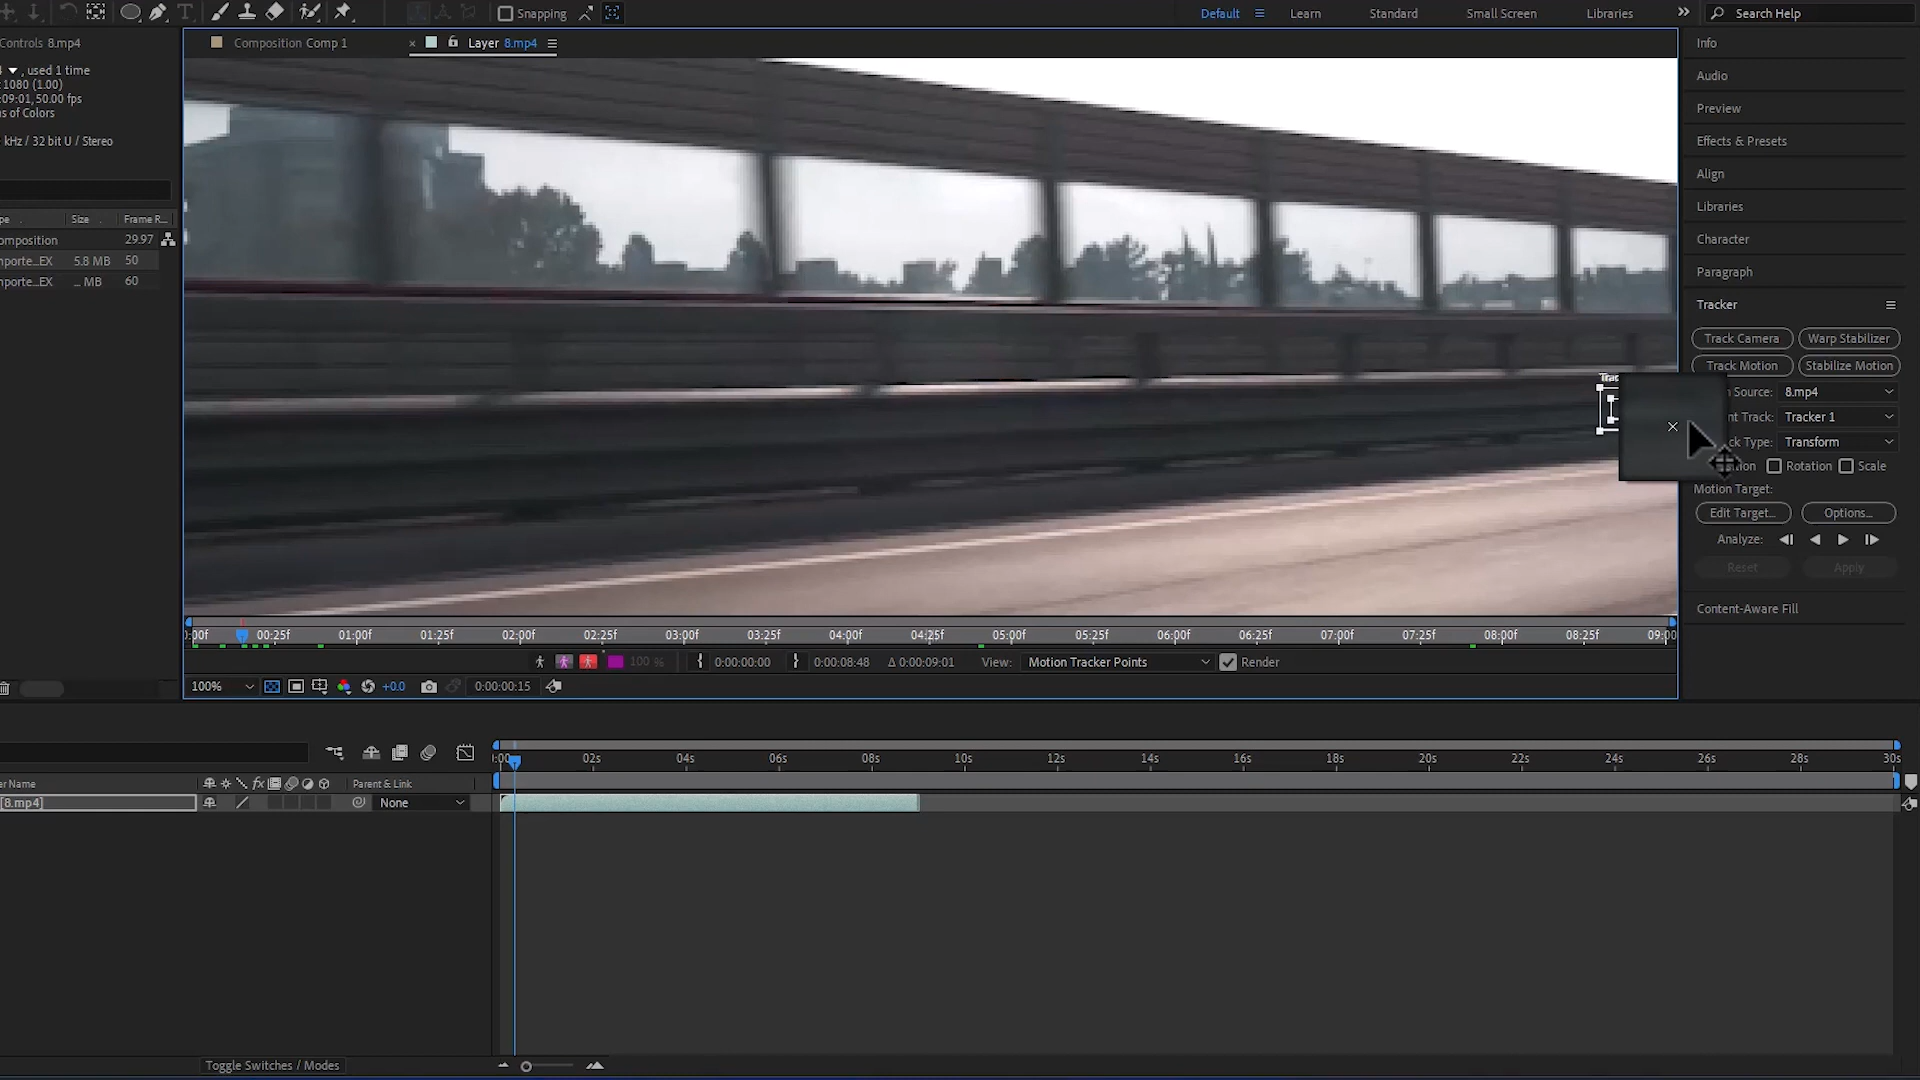 Snapping
Default
Learn
Standard
Small Screen
Libraries
Search Help
Controls 8.mp4
Composition Comp 1
Layer 8.mp4
Info
, used 1 time
1080 (1.00)
:09:01, 50.00 fps
s of Colors
kHz / 32 bit U / Stereo
Audio
Preview
Effects & Presets
Align
Libraries
Size
Frame R...
omposition
29.97
Character
mporte...EX
5.8 MB
50
mporte...EX
... MB
60
Paragraph
Tracker
Track Camera
Warp Stabilizer
Track Motion
Stabilize Motion
Source:
8.mp4
nt Track:
Tracker 1
ck Type:
Transform
Rotation
Scale
Motion Target:
Edit Target...
Options...
Analyze:
Reset
Apply
Content-Aware Fill
:00f 00:25f 01:00f 01:25f 02:00f 02:25f 03:00f 03:25f 04:00f 04:25f 05:00f 05:25f 06:00f 06:25f 07:00f 07:25f 08:00f 08:25f 09:00
100 %
0:00:00:00
0:00:08:48
Δ 0:00:09:01
View:
Motion Tracker Points
Render
100%
+0.0
0:00:00:15
:00 02s 04s 06s 08s 10s 12s 14s 16s 18s 20s 22s 24s 26s 28s 30s
er Name
fx
Parent & Link
[8.mp4]
None
Toggle Switches / Modes